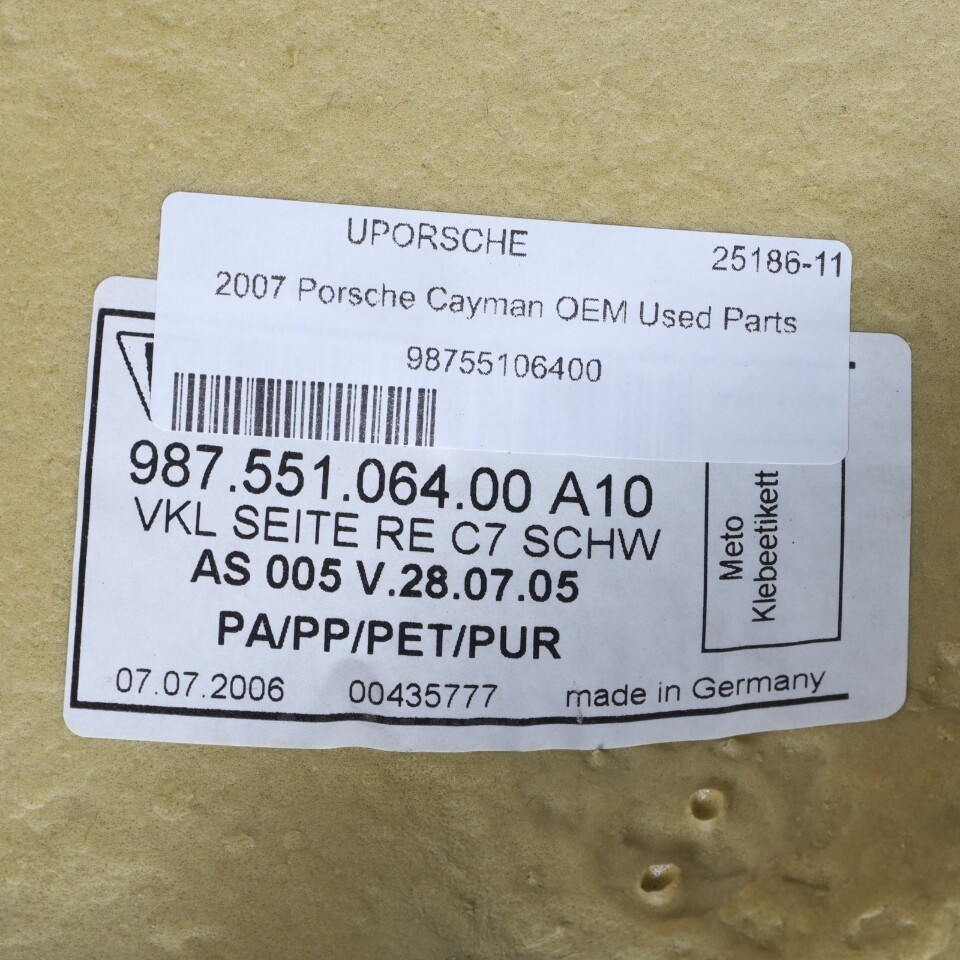 UPORSCHE 25186-11
2007 Porsche Cayman OEM Used Parts
98755106400
987.551.064.00 A10
VKL SEITE RE C7 SCHW
AS 005 V.28.07.05
PA/PP/PET/PUR
07.07.2006 00435777 made in Germany
Meto
Klebeetikett